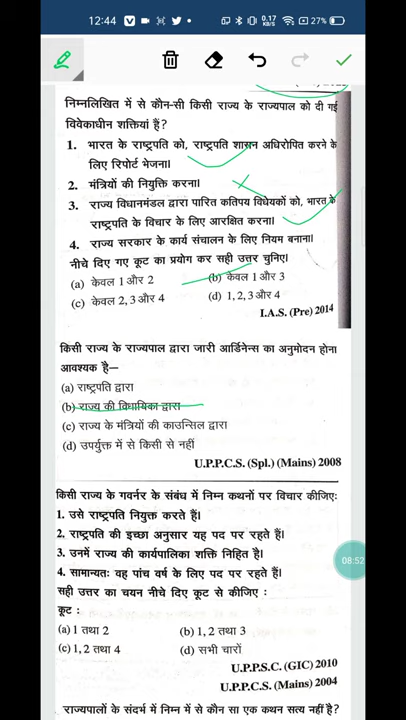 12:44
0.17
KB/S
27%
निम्नलिखित में से कौन-सी किसी राज्य के राज्यपाल को दी गई
विवेकाधीन शक्तियां हैं?
1. भारत के राष्ट्रपति को, राष्ट्रपति शासन अधिरोपित करने के
लिए रिपोर्ट भेजना।
2. मंत्रियों की नियुक्ति करना।
3. राज्य विधानमंडल द्वारा पारित कतिपय विधेयकों को, भारत के
राष्ट्रपति के विचार के लिए आरक्षित करना।
4. राज्य सरकार के कार्य संचालन के लिए नियम बनाना।
नीचे दिए गए कूट का प्रयोग कर सही उत्तर चुनिए।
(a) केवल 1 और 2 (b) केवल 1 और 3
(c) केवल 2, 3 और 4 (d) 1, 2, 3 और 4
I.A.S. (Pre) 2014
किसी राज्य के राज्यपाल द्वारा जारी आर्डिनेन्स का अनुमोदन होना
आवश्यक है—
(a) राष्ट्रपति द्वारा
(b) राज्य की विधायिका द्वारा
(c) राज्य के मंत्रियों की काउन्सिल द्वारा
(d) उपर्युक्त में से किसी से नहीं
U.P.P.C.S. (Spl.) (Mains) 2008
किसी राज्य के गवर्नर के संबंध में निम्न कथनों पर विचार कीजिए:
1. उसे राष्ट्रपति नियुक्त करते हैं।
2. राष्ट्रपति की इच्छा अनुसार यह पद पर रहते हैं।
3. उनमें राज्य की कार्यपालिका शक्ति निहित है।
4. सामान्यतः वह पांच वर्ष के लिए पद पर रहते हैं।
सही उत्तर का चयन नीचे दिए कूट से कीजिए :
कूट :
(a) 1 तथा 2 (b) 1, 2 तथा 3
(c) 1, 2 तथा 4 (d) सभी चारों
U.P.P.S.C. (GIC) 2010
U.P.P.C.S. (Mains) 2004
राज्यपालों के संदर्भ में निम्न में से कौन सा एक कथन सत्य नहीं है?
08:52